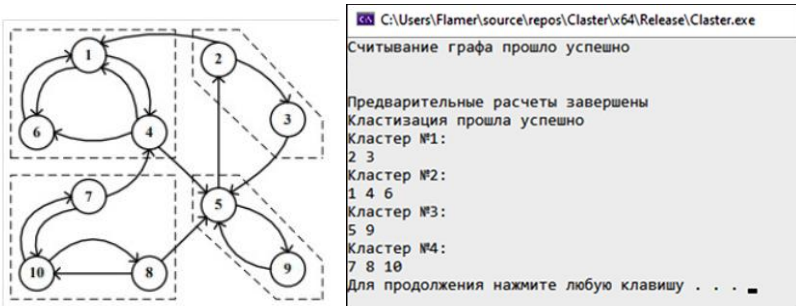 1
2
3
6
4
7
5
10
8
9
C:\Users\Flamer\source\repos\Claster\x64\Release\Claster.exe
Считывание графа прошло успешно
Предварительные расчеты завершены
Кластизация прошла успешно
Кластер №1:
2 3
Кластер №2:
1 4 6
Кластер №3:
5 9
Кластер №4:
7 8 10
Для продолжения нажмите любую клавишу . . .